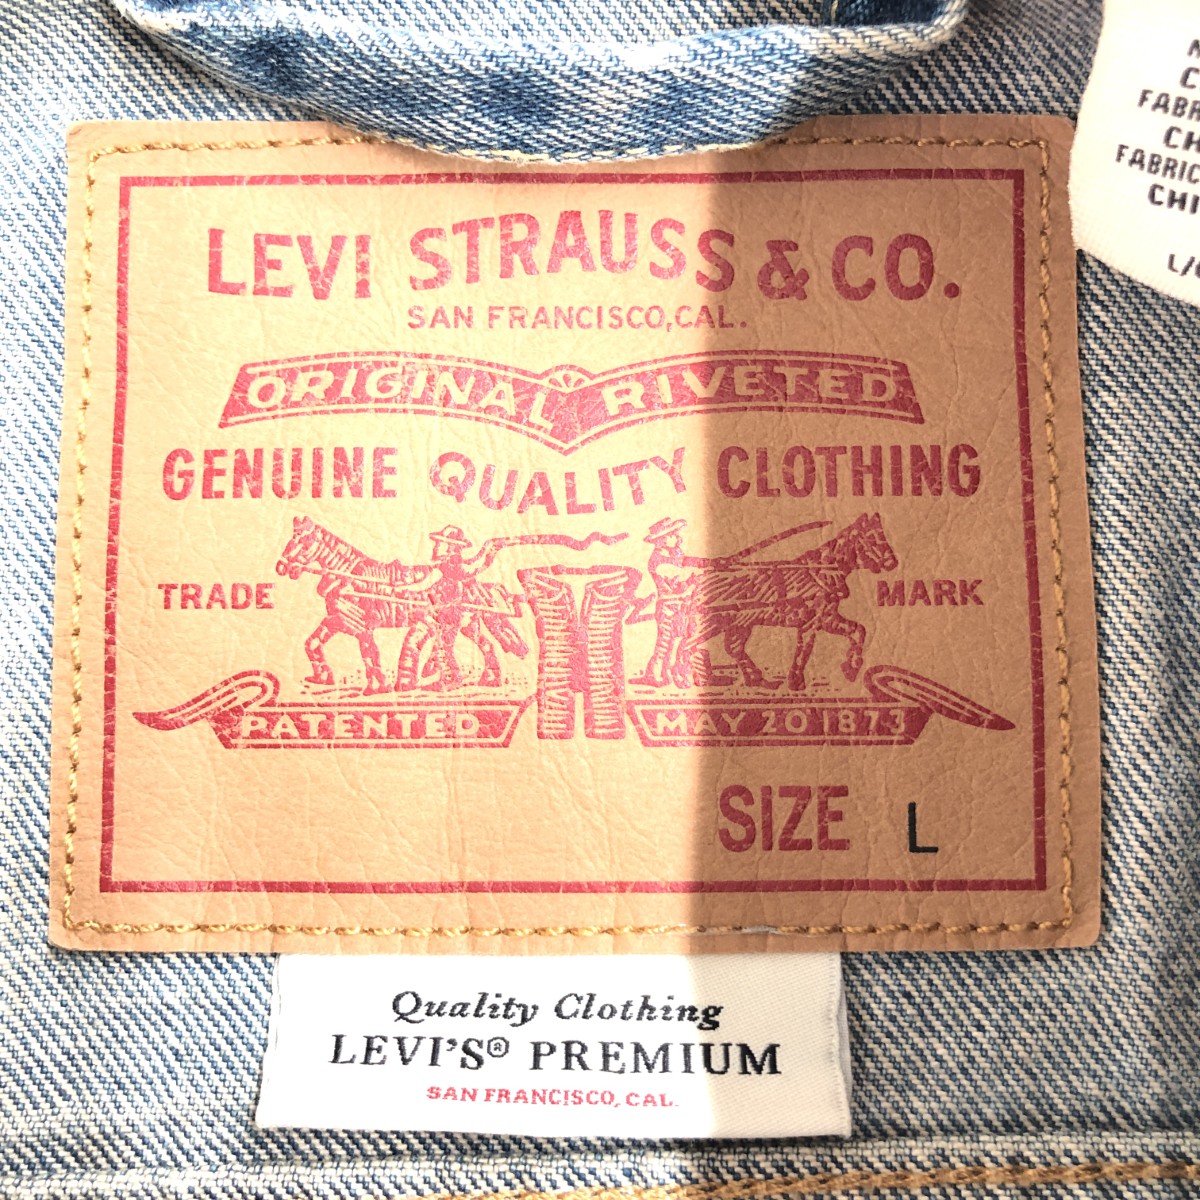 LEVI STRAUSS & CO.
SAN FRANCISCO, CAL.
ORIGINAL RIVETED
GENUINE QUALITY CLOTHING
TRADE MARK
PATENTED MAY 20 1873
SIZE L
Quality Clothing
LEVI'S® PREMIUM
SAN FRANCISCO, CAL.